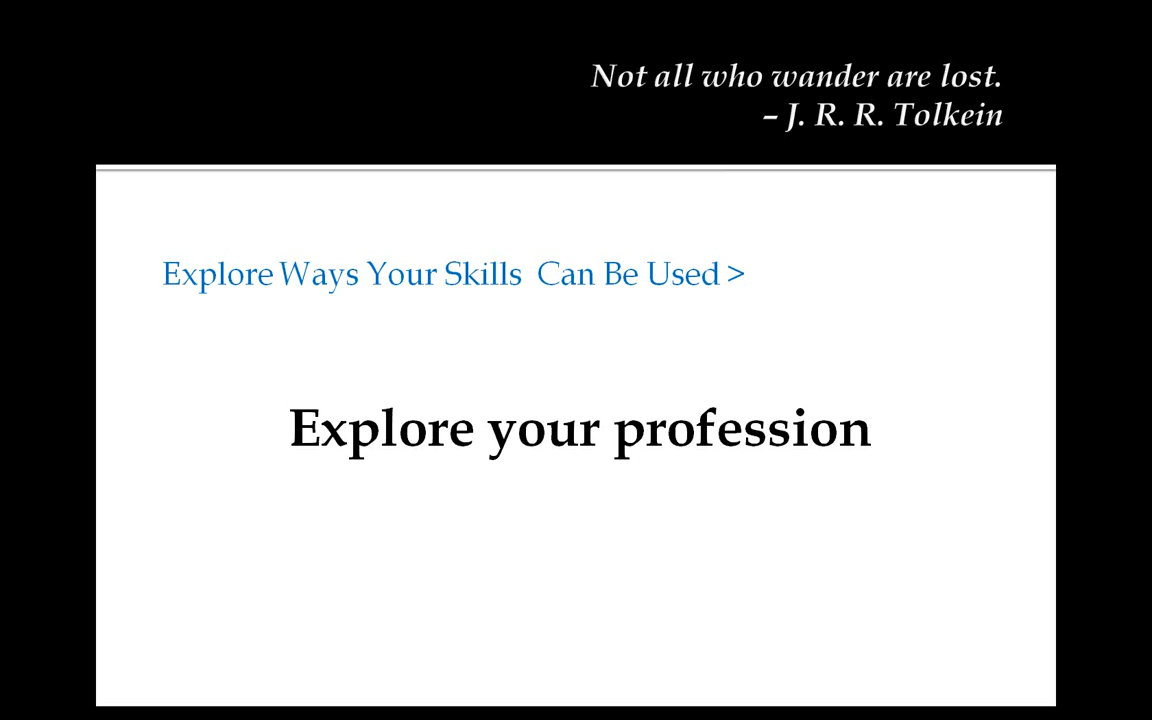 Not all who wander are lost.
– J. R. R. Tolkein
Explore Ways Your Skills  Can Be Used >
Explore your profession